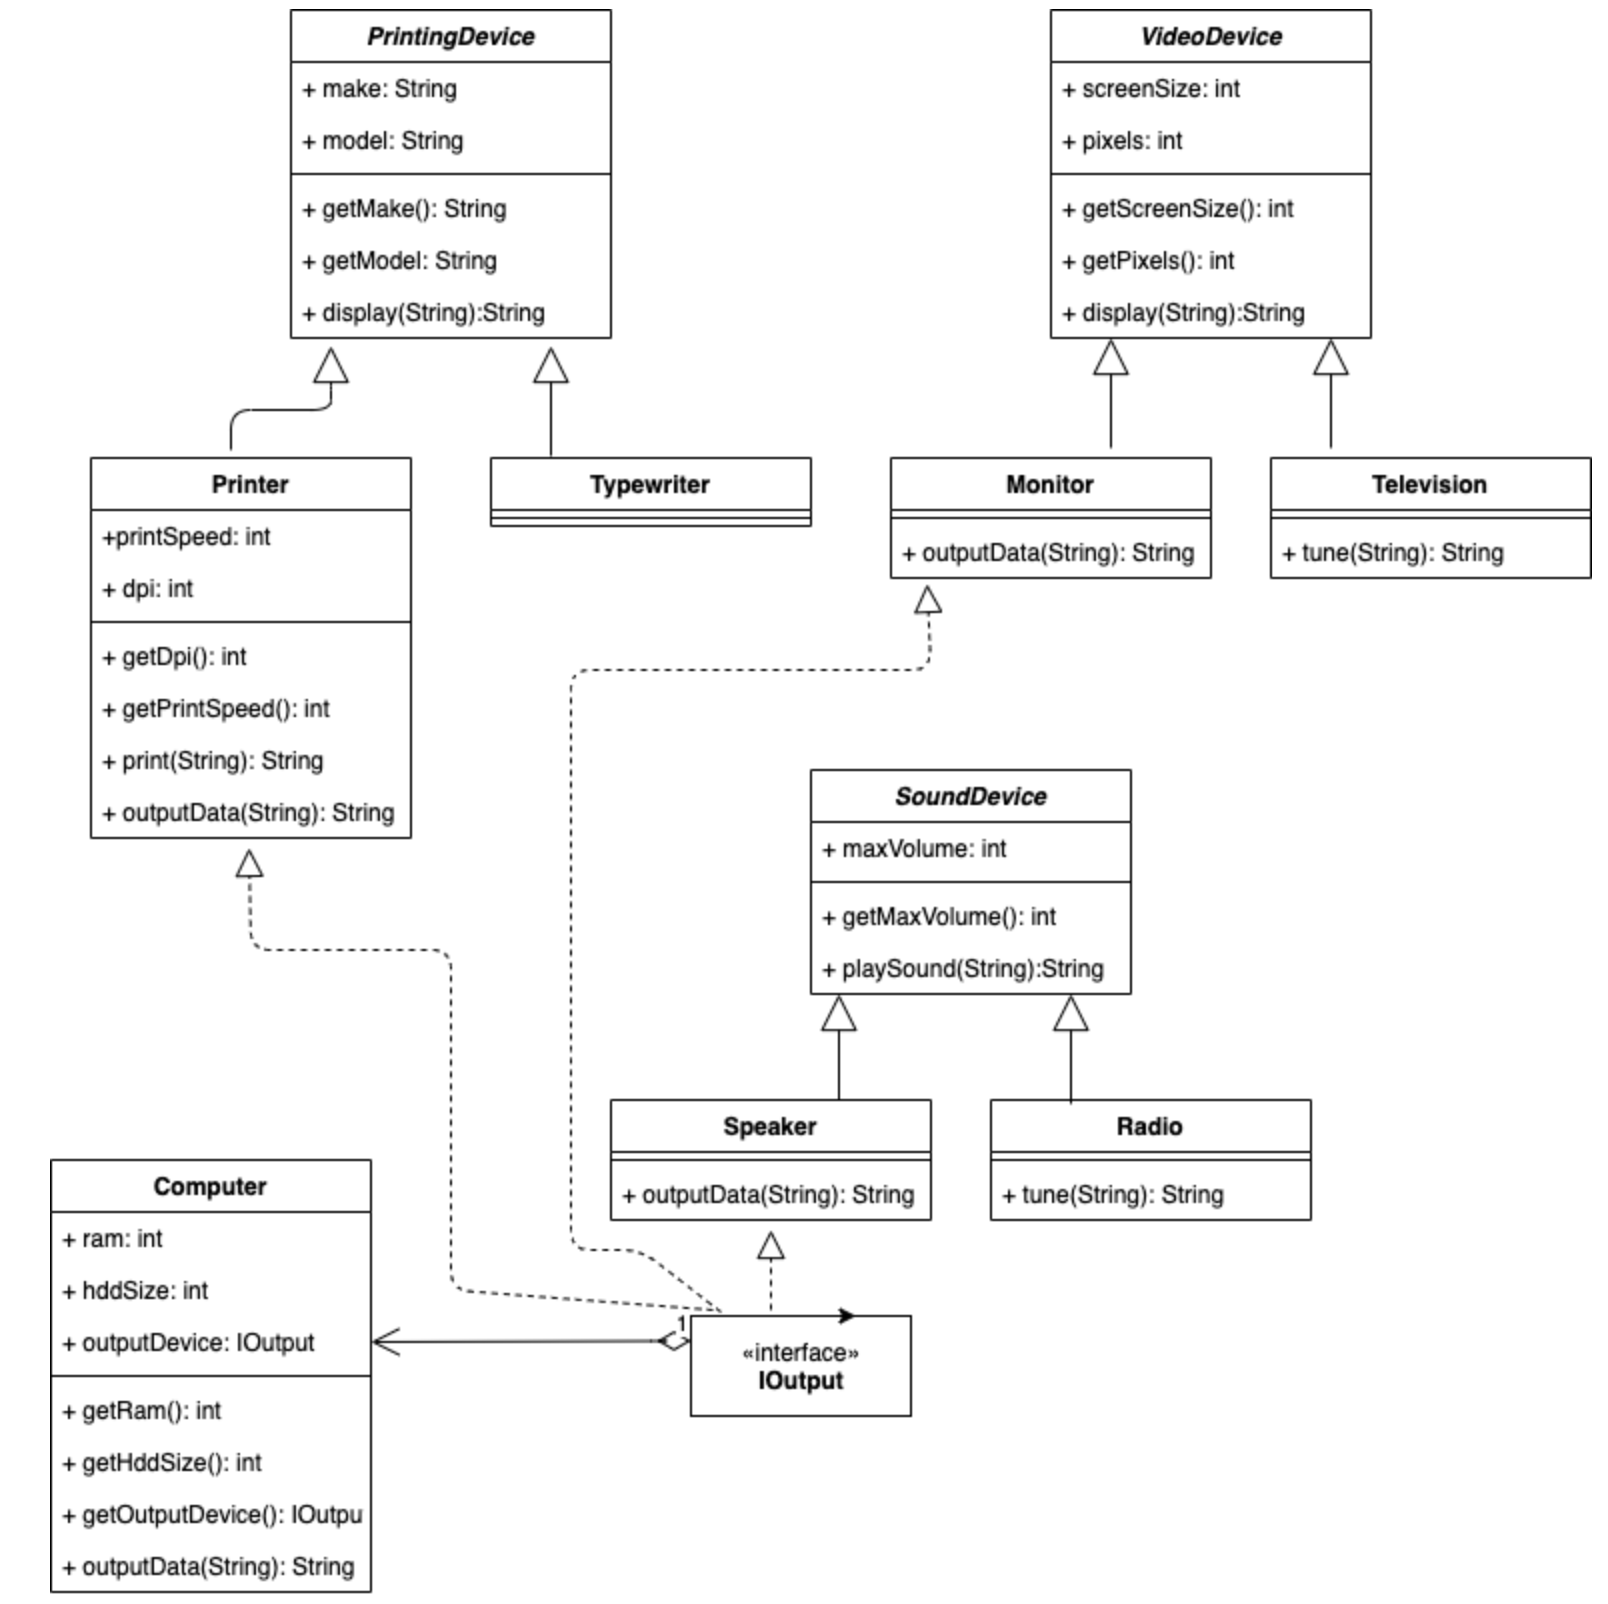 PrintingDevice
+ make: String
+ model: String
+ getMake(): String
+ getModel: String
+ display(String):String
VideoDevice
+ screenSize: int
+ pixels: int
+ getScreenSize(): int
+ getPixels(): int
+ display(String):String
Printer
+printSpeed: int
+ dpi: int
+ getDpi(): int
+ getPrintSpeed(): int
+ print(String): String
+ outputData(String): String
Typewriter
Monitor
+ outputData(String): String
Television
+ tune(String): String
SoundDevice
+ maxVolume: int
+ getMaxVolume(): int
+ playSound(String):String
Speaker
+ outputData(String): String
Radio
+ tune(String): String
Computer
+ ram: int
+ hddSize: int
+ outputDevice: IOutput
+ getRam(): int
+ getHddSize(): int
+ getOutputDevice(): IOutpu
+ outputData(String): String
1
«interface»
IOutput